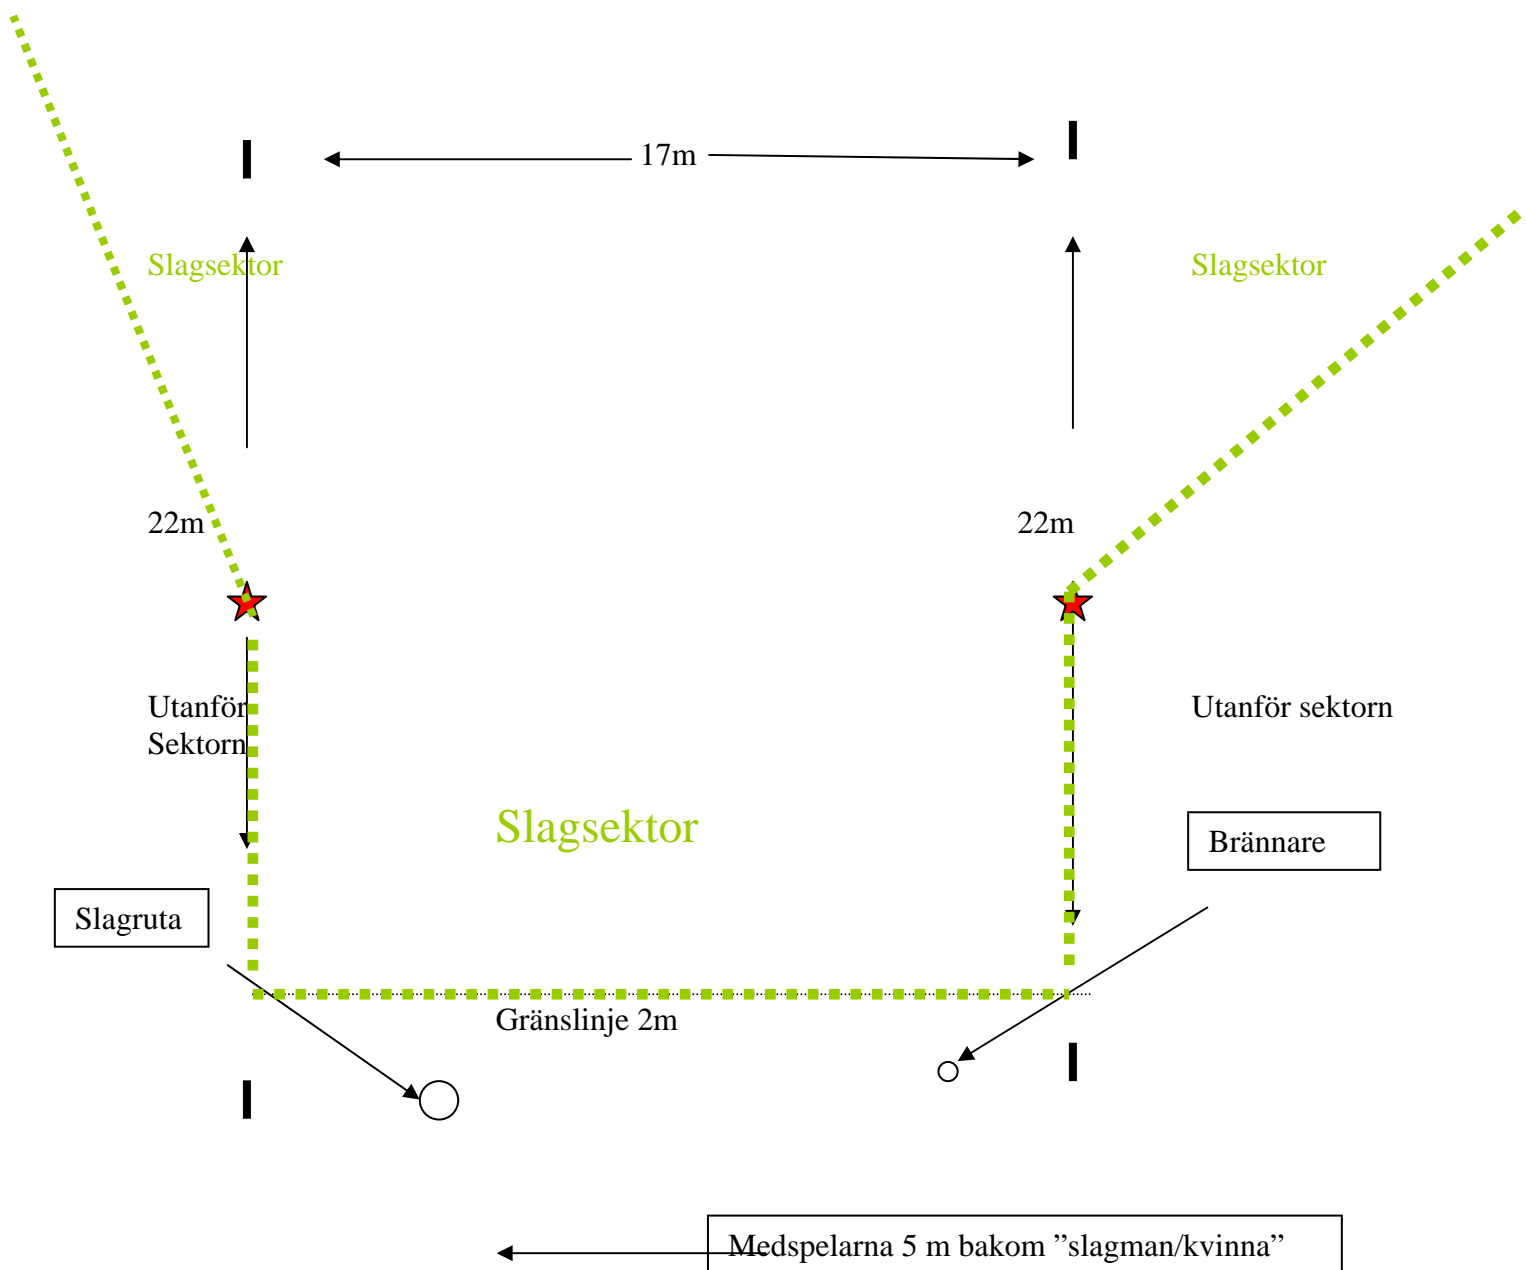 17m
Slagsektor
Slagsektor
22m
22m
Utanför
Sektorn
Utanför sektorn
Slagsektor
Brännare
Slagruta
Gränslinje 2m
Medspelarna 5 m bakom ”slagman/kvinna”